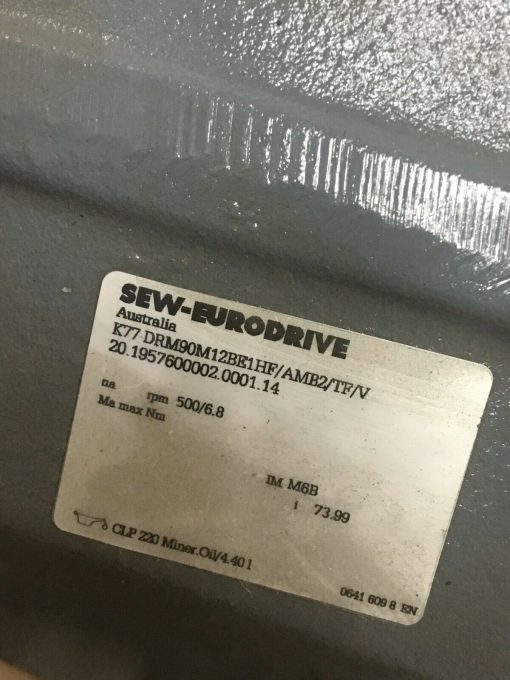 SEW-EURODRIVE
Australia
K77 DRM90M12BE1HF/AMB2/TF/V
20.1957600002.0001.14
na rpm 500/6.8
Ma max Nm
IM M6B
i 73.99
CLP 220 Miner.Oil/4.40 l
0641 609 8 EN